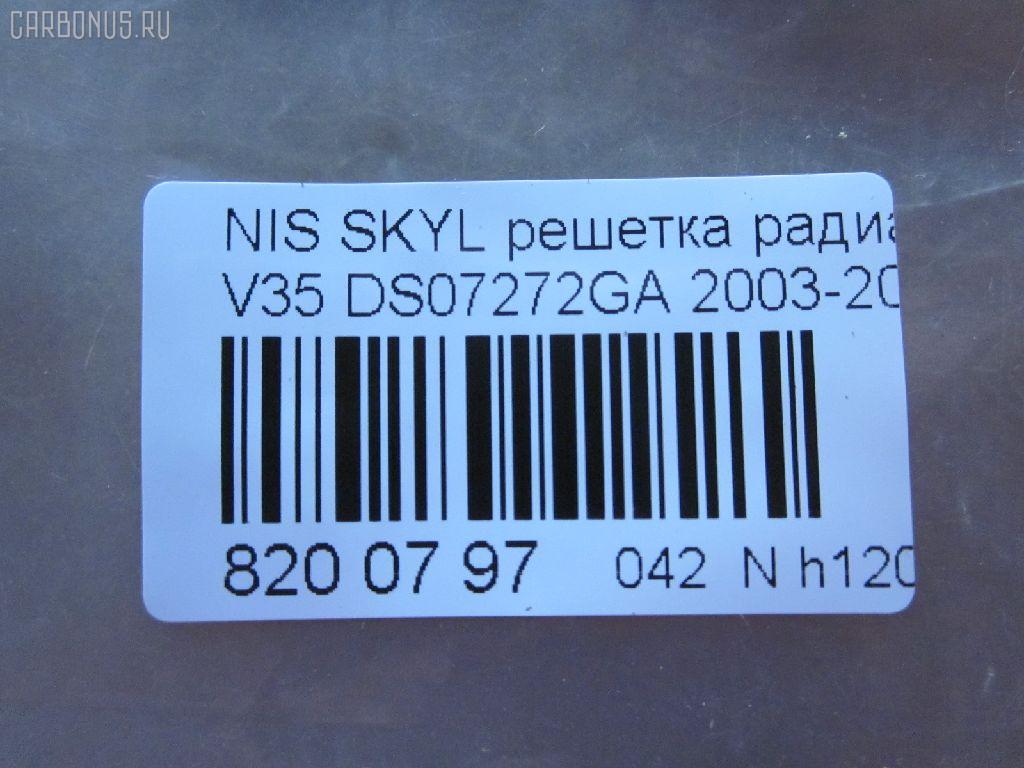 CARBONUS.RU
NIS SKYL решетка радиа
V35 DS07272GA 2003-20
820 07 97 042 N h120